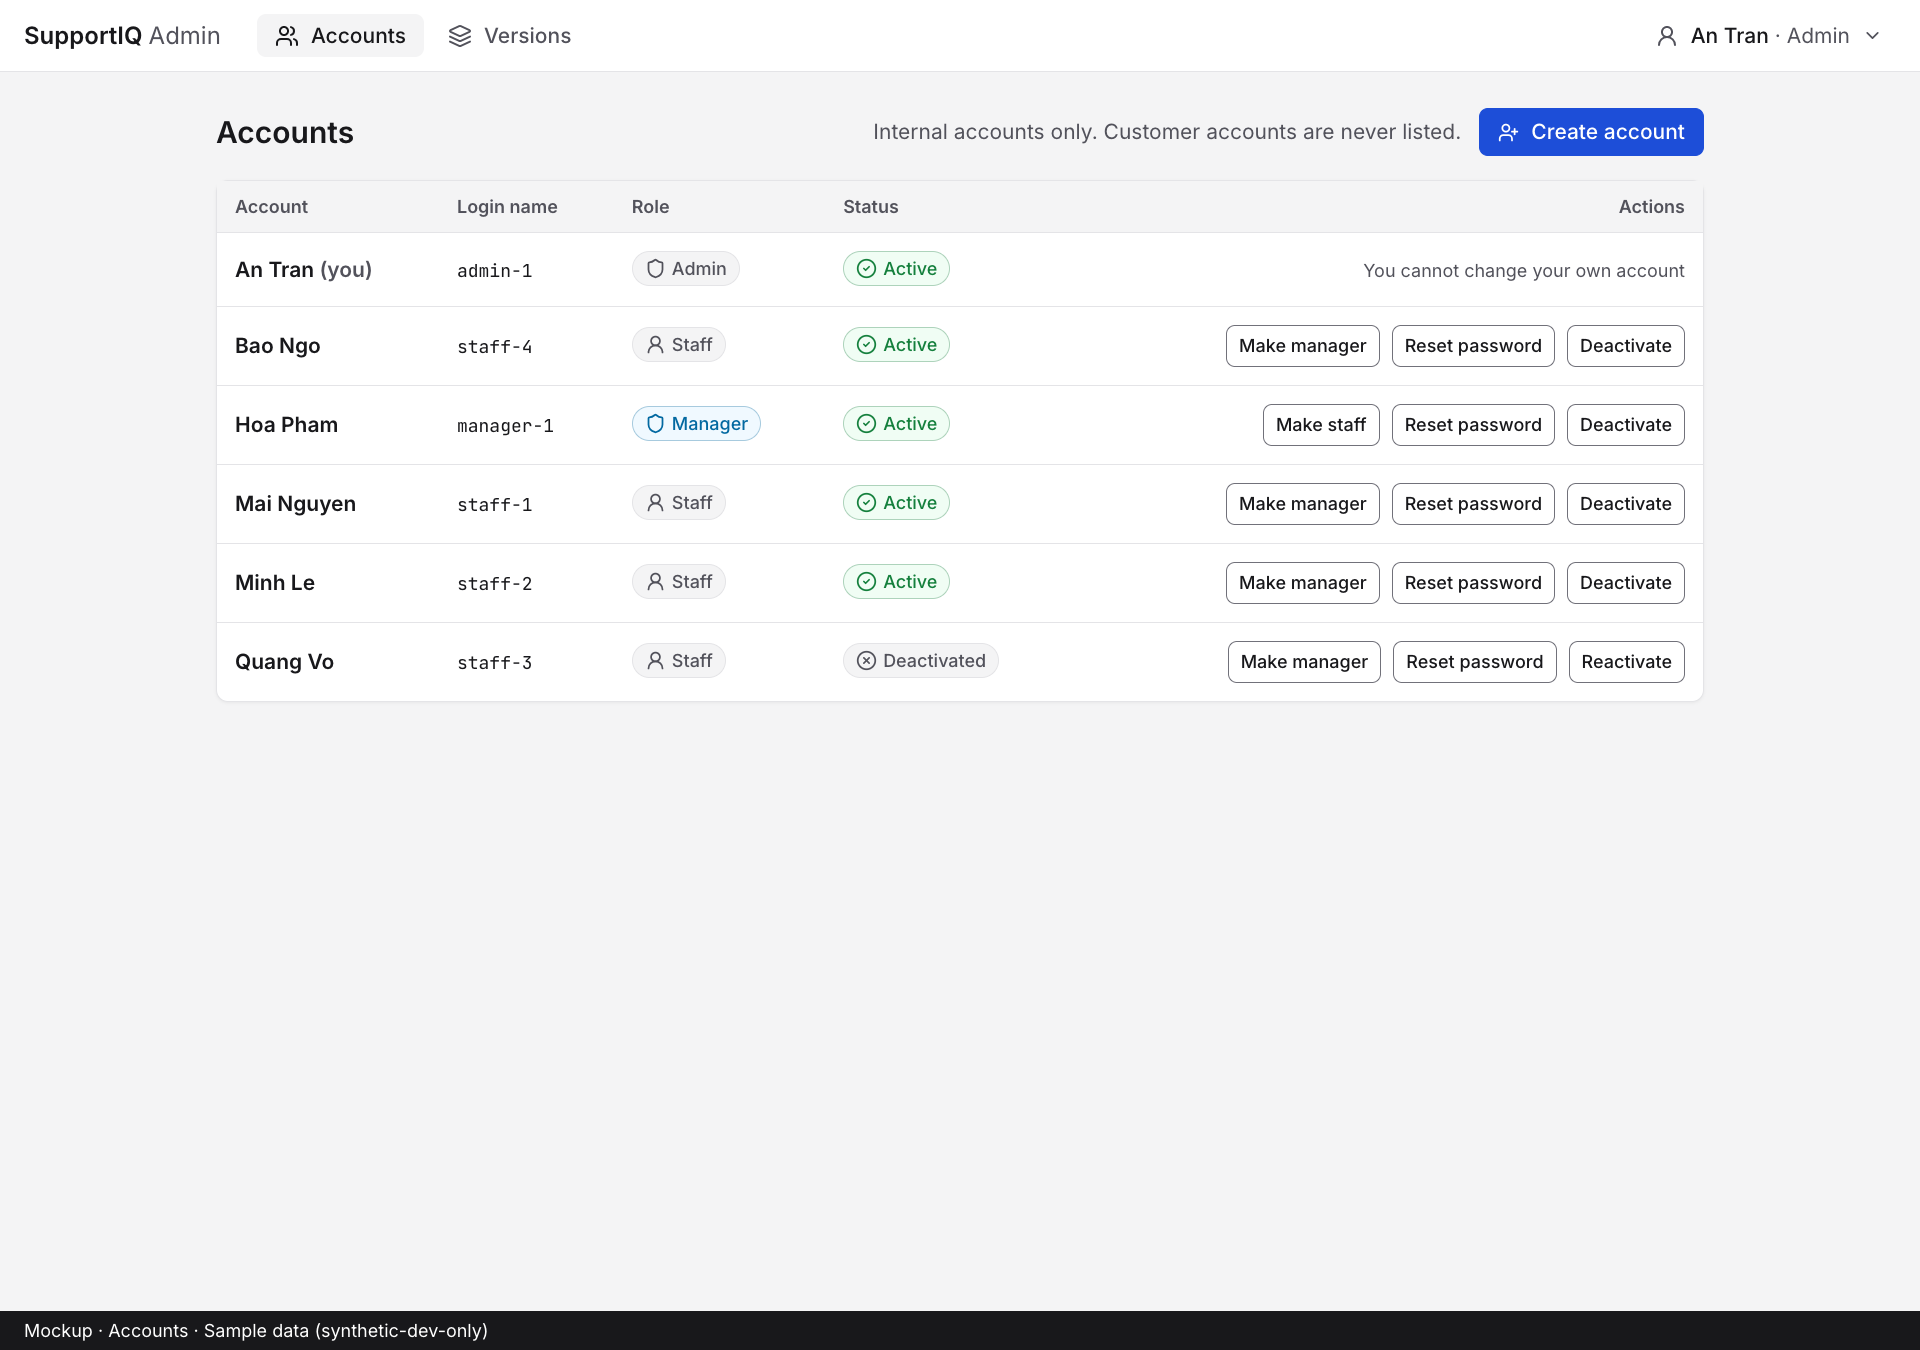 SupportIQ Admin Accounts Versions An Tran · Admin
Accounts Internal accounts only. Customer accounts are never listed. Create account
Account Login name Role Status Actions
An Tran (you) admin-1 Admin Active You cannot change your own account
Bao Ngo staff-4 Staff Active Make manager Reset password Deactivate
Hoa Pham manager-1 Manager Active Make staff Reset password Deactivate
Mai Nguyen staff-1 Staff Active Make manager Reset password Deactivate
Minh Le staff-2 Staff Active Make manager Reset password Deactivate
Quang Vo staff-3 Staff Deactivated Make manager Reset password Reactivate
Mockup · Accounts · Sample data (synthetic-dev-only)